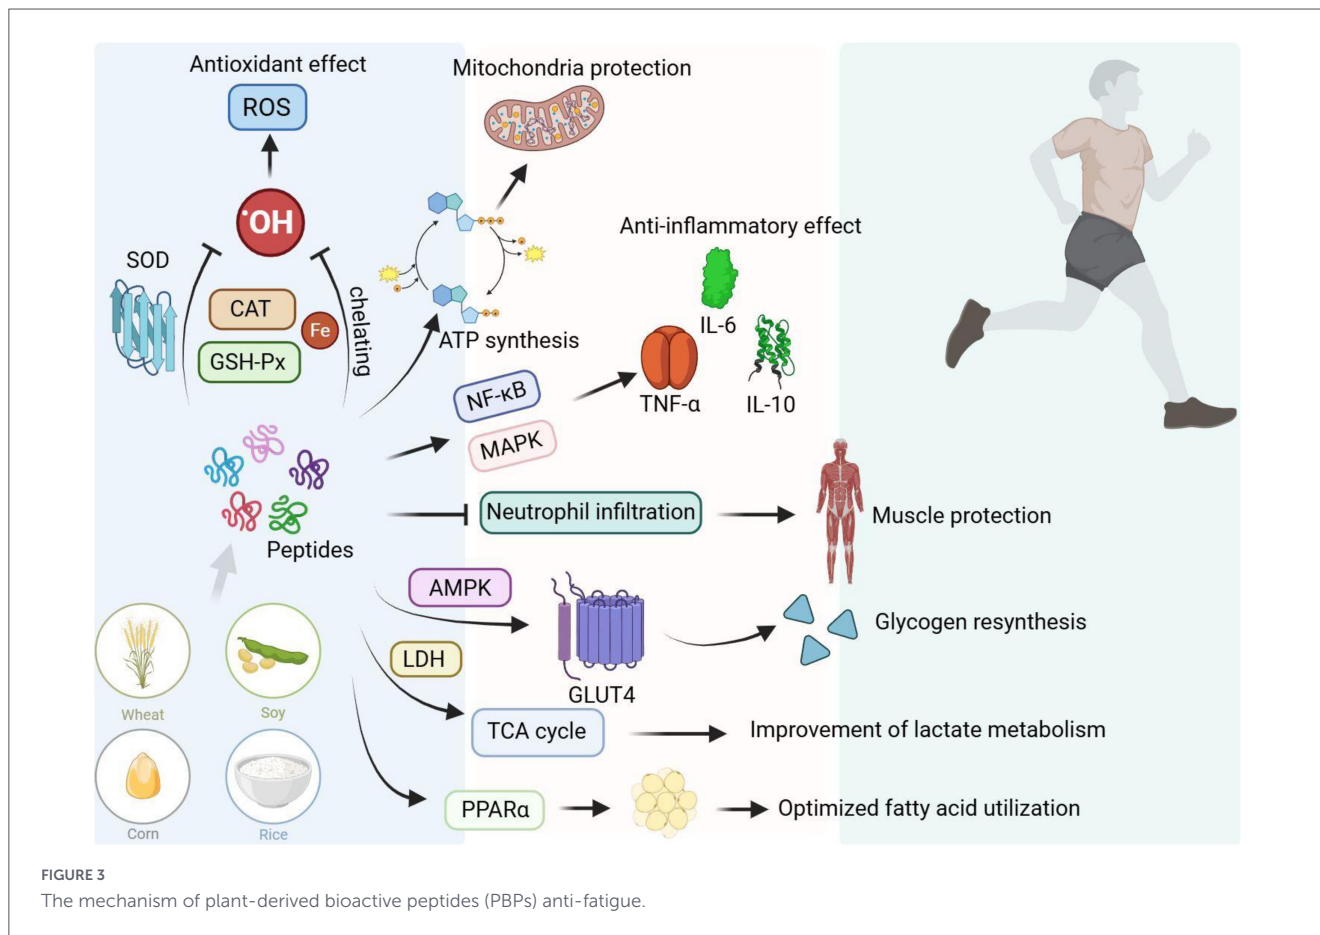 Antioxidant effect
ROS
•OH
SOD
CAT
Fe
GSH-Px
chelating
Mitochondria protection
ATP synthesis
Anti-inflammatory effect
IL-6
TNF-α
IL-10
NF-κB
MAPK
Peptides
Neutrophil infiltration
Muscle protection
AMPK
GLUT4
Glycogen resynthesis
LDH
TCA cycle
Improvement of lactate metabolism
PPARα
Optimized fatty acid utilization
Wheat
Soy
Corn
Rice
FIGURE 3
The mechanism of plant-derived bioactive peptides (PBPs) anti-fatigue.